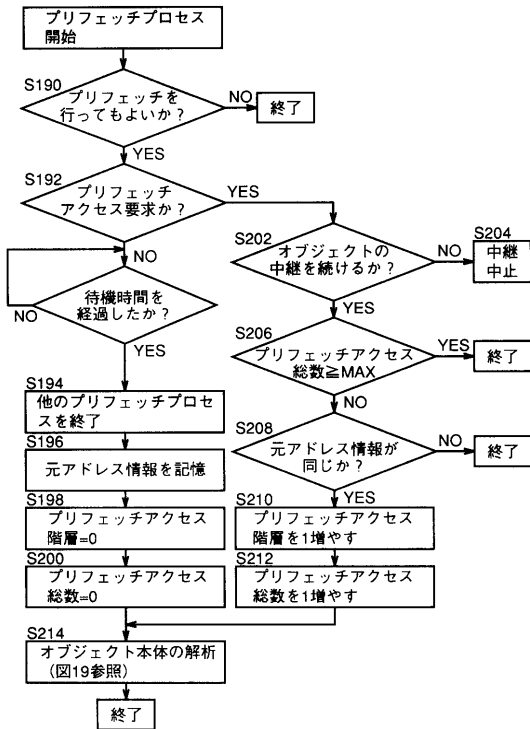 プリフェッチプロセス
開始
S190
プリフェッチを
行ってもよいか?
NO
終了
YES
S192
プリフェッチ
アクセス要求か?
YES
NO
待機時間を
経過したか?
NO
YES
S194
他のプリフェッチプロセ
スを終了
S196
元アドレス情報を記憶
S198
プリフェッチアクセス
階層=0
S200
プリフェッチアクセス
総数=0
S202
オブジェクトの
中継を続けるか?
NO
S204
中継
中止
YES
S206
プリフェッチアクセス
総数≧MAX
YES
終了
NO
S208
元アドレス情報が
同じか?
NO
終了
YES
S210
プリフェッチアクセス
階層を1増やす
S212
プリフェッチアクセス
総数を1増やす
S214
オブジェクト本体の解析
(図19参照)
終了